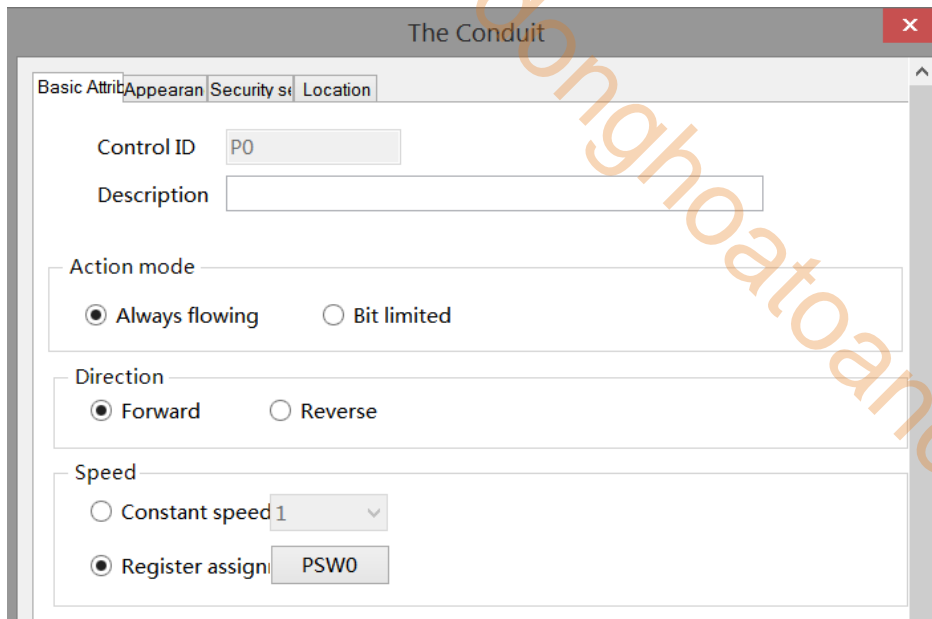 The Conduit
Basic Attrib Appearan Security se Location
Control ID P0
Description
Action mode
Always flowing Bit limited
Direction
Forward Reverse
Speed
Constant speed 1
Register assign PSW0
donghoatoan